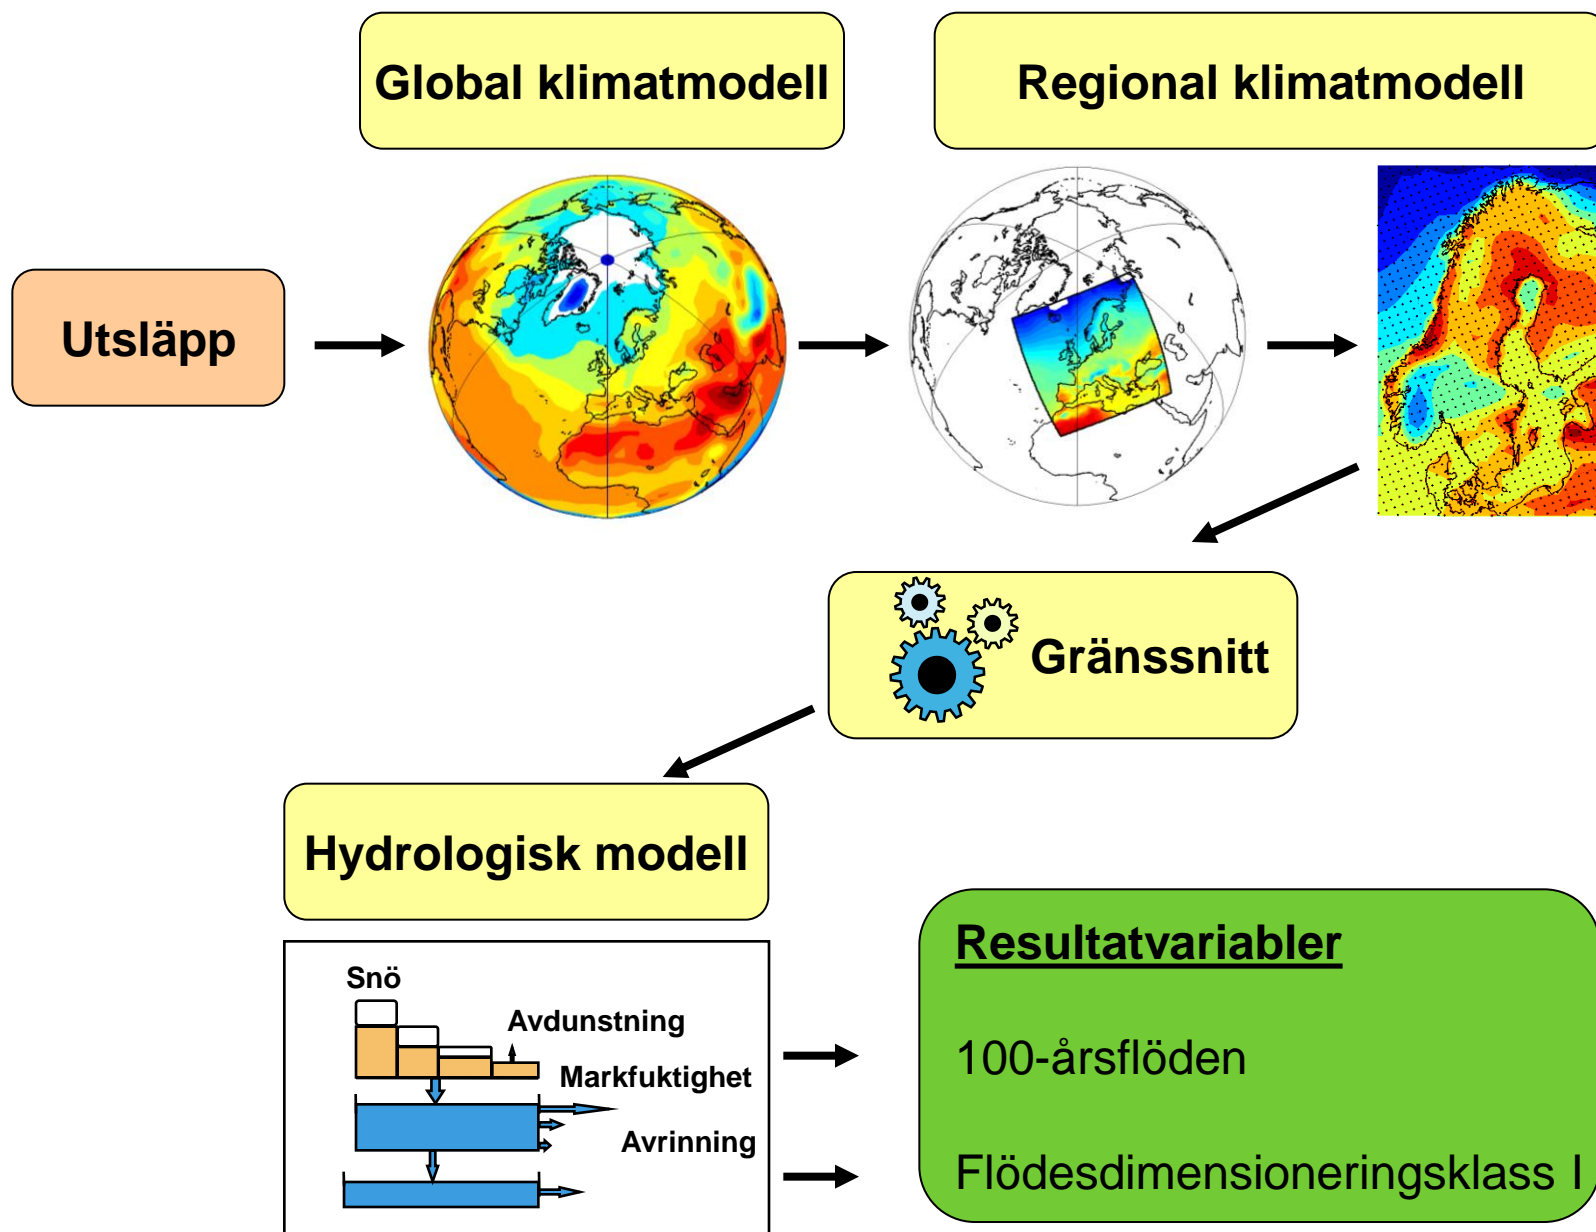 Global klimatmodell
Regional klimatmodell
Utsläpp
Gränssnitt
Hydrologisk modell
Snö
Avdunstning
Markfuktighet
Avrinning
Resultatvariabler
100-årsflöden
Flödesdimensioneringsklass I